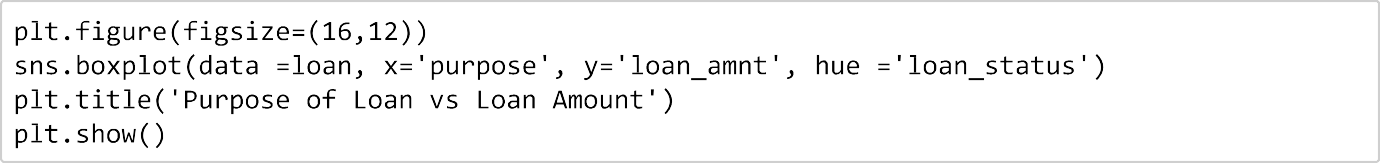 plt.figure(figsize=(16,12))
sns.boxplot(data =loan, x='purpose', y='loan_amnt', hue ='loan_status')
plt.title('Purpose of Loan vs Loan Amount')
plt.show()